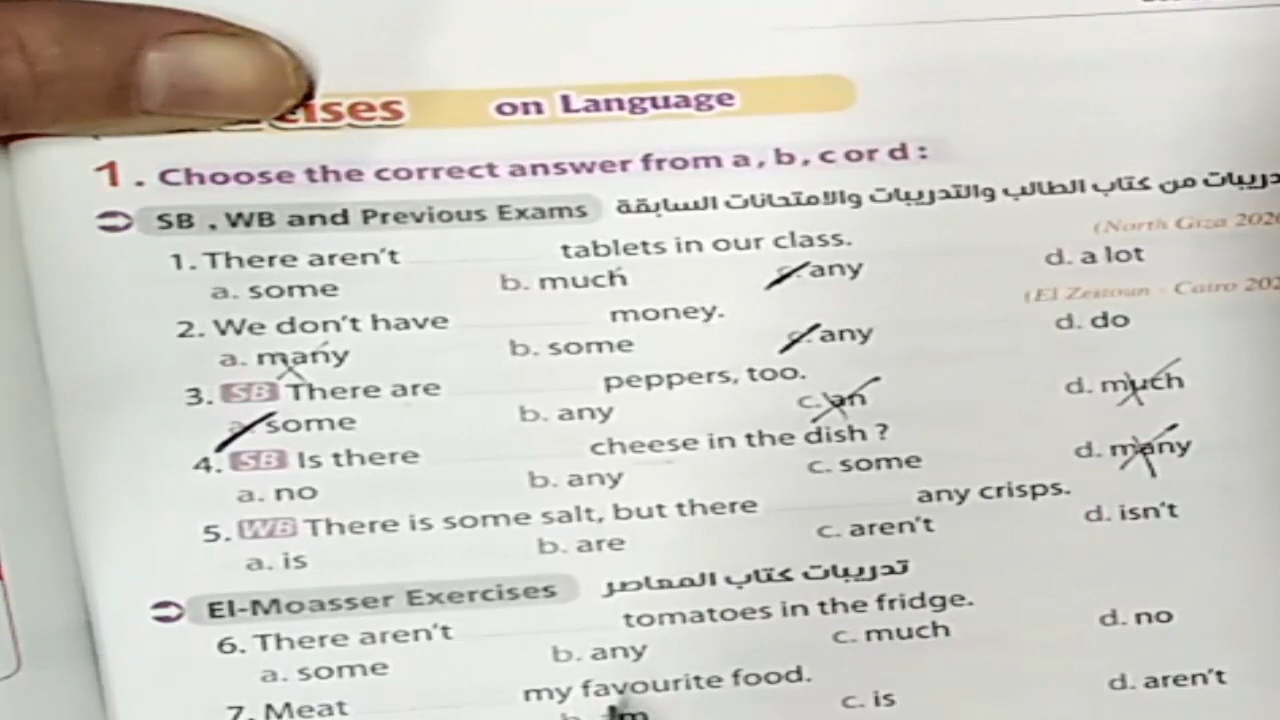 on Language
1. Choose the correct answer from a, b, c or d :
SB , WB and Previous Exams من كتاب الطالب والتدريبات والامتحانات السابقة
(North Giza
1. There aren't tablets in our class.
a. some b. much any d. a lot
(El Zeitoun - Cairo
2. We don't have money.
a. many b. some c. any d. do
3. SB There are peppers, too.
a. some b. any c. an d. much
4. SB Is there cheese in the dish ?
a. no b. any c. some d. many
5. WB There is some salt, but there any crisps.
a. is b. are c. aren't d. isn't
El-Moasser Exercises تدريبات كتاب المعاصر
6. There aren't tomatoes in the fridge.
a. some b. any c. much d. no
7. Meat my favourite food.
c. is d. aren't